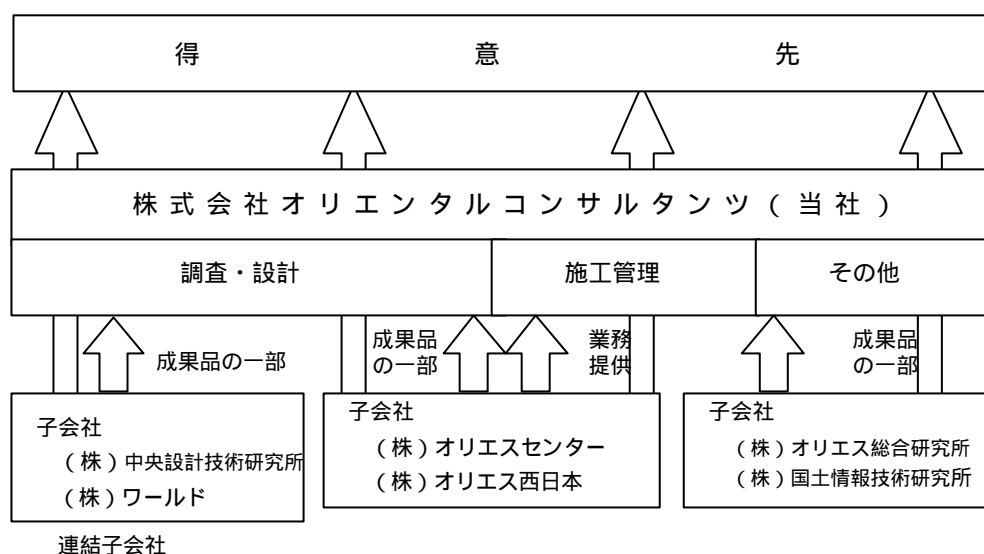 得意先
株式会社オリエンタルコンサルタンツ(当社)
調査・設計
施工管理
その他
成果品の一部
成果品
の一部
業務
提供
成果品
の一部
子会社
(株)中央設計技術研究所
(株)ワールド
子会社
(株)オリエスセンター
(株)オリエス西日本
子会社
(株)オリエス総合研究所
(株)国土情報技術研究所
連結子会社